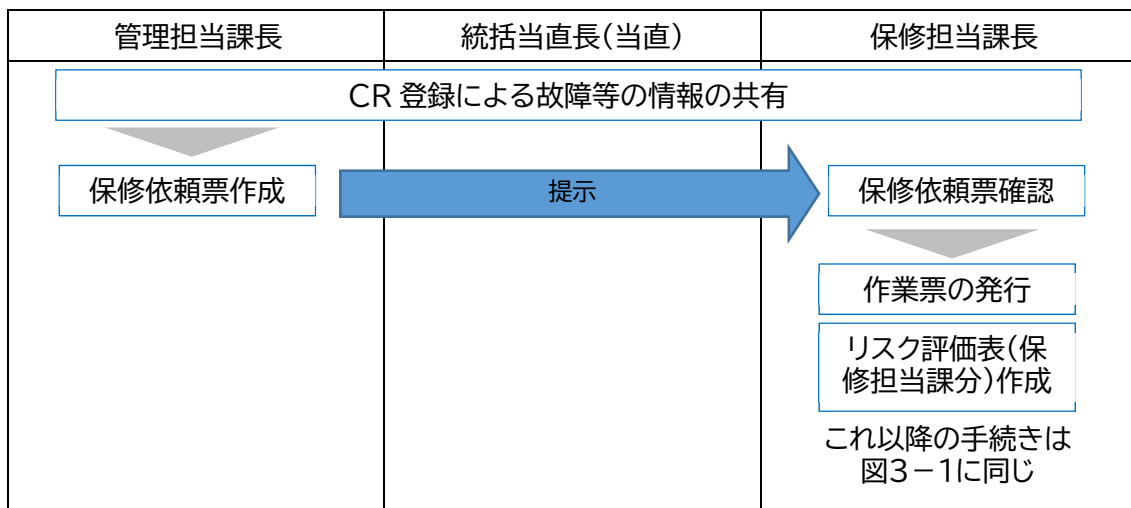 管理担当課長
統括当直長(当直)
保修担当課長
CR 登録による故障等の情報の共有
保修依頼票作成
提示
保修依頼票確認
作業票の発行
リスク評価表(保
修担当課分)作成
これ以降の手続きは
図3-1に同じ